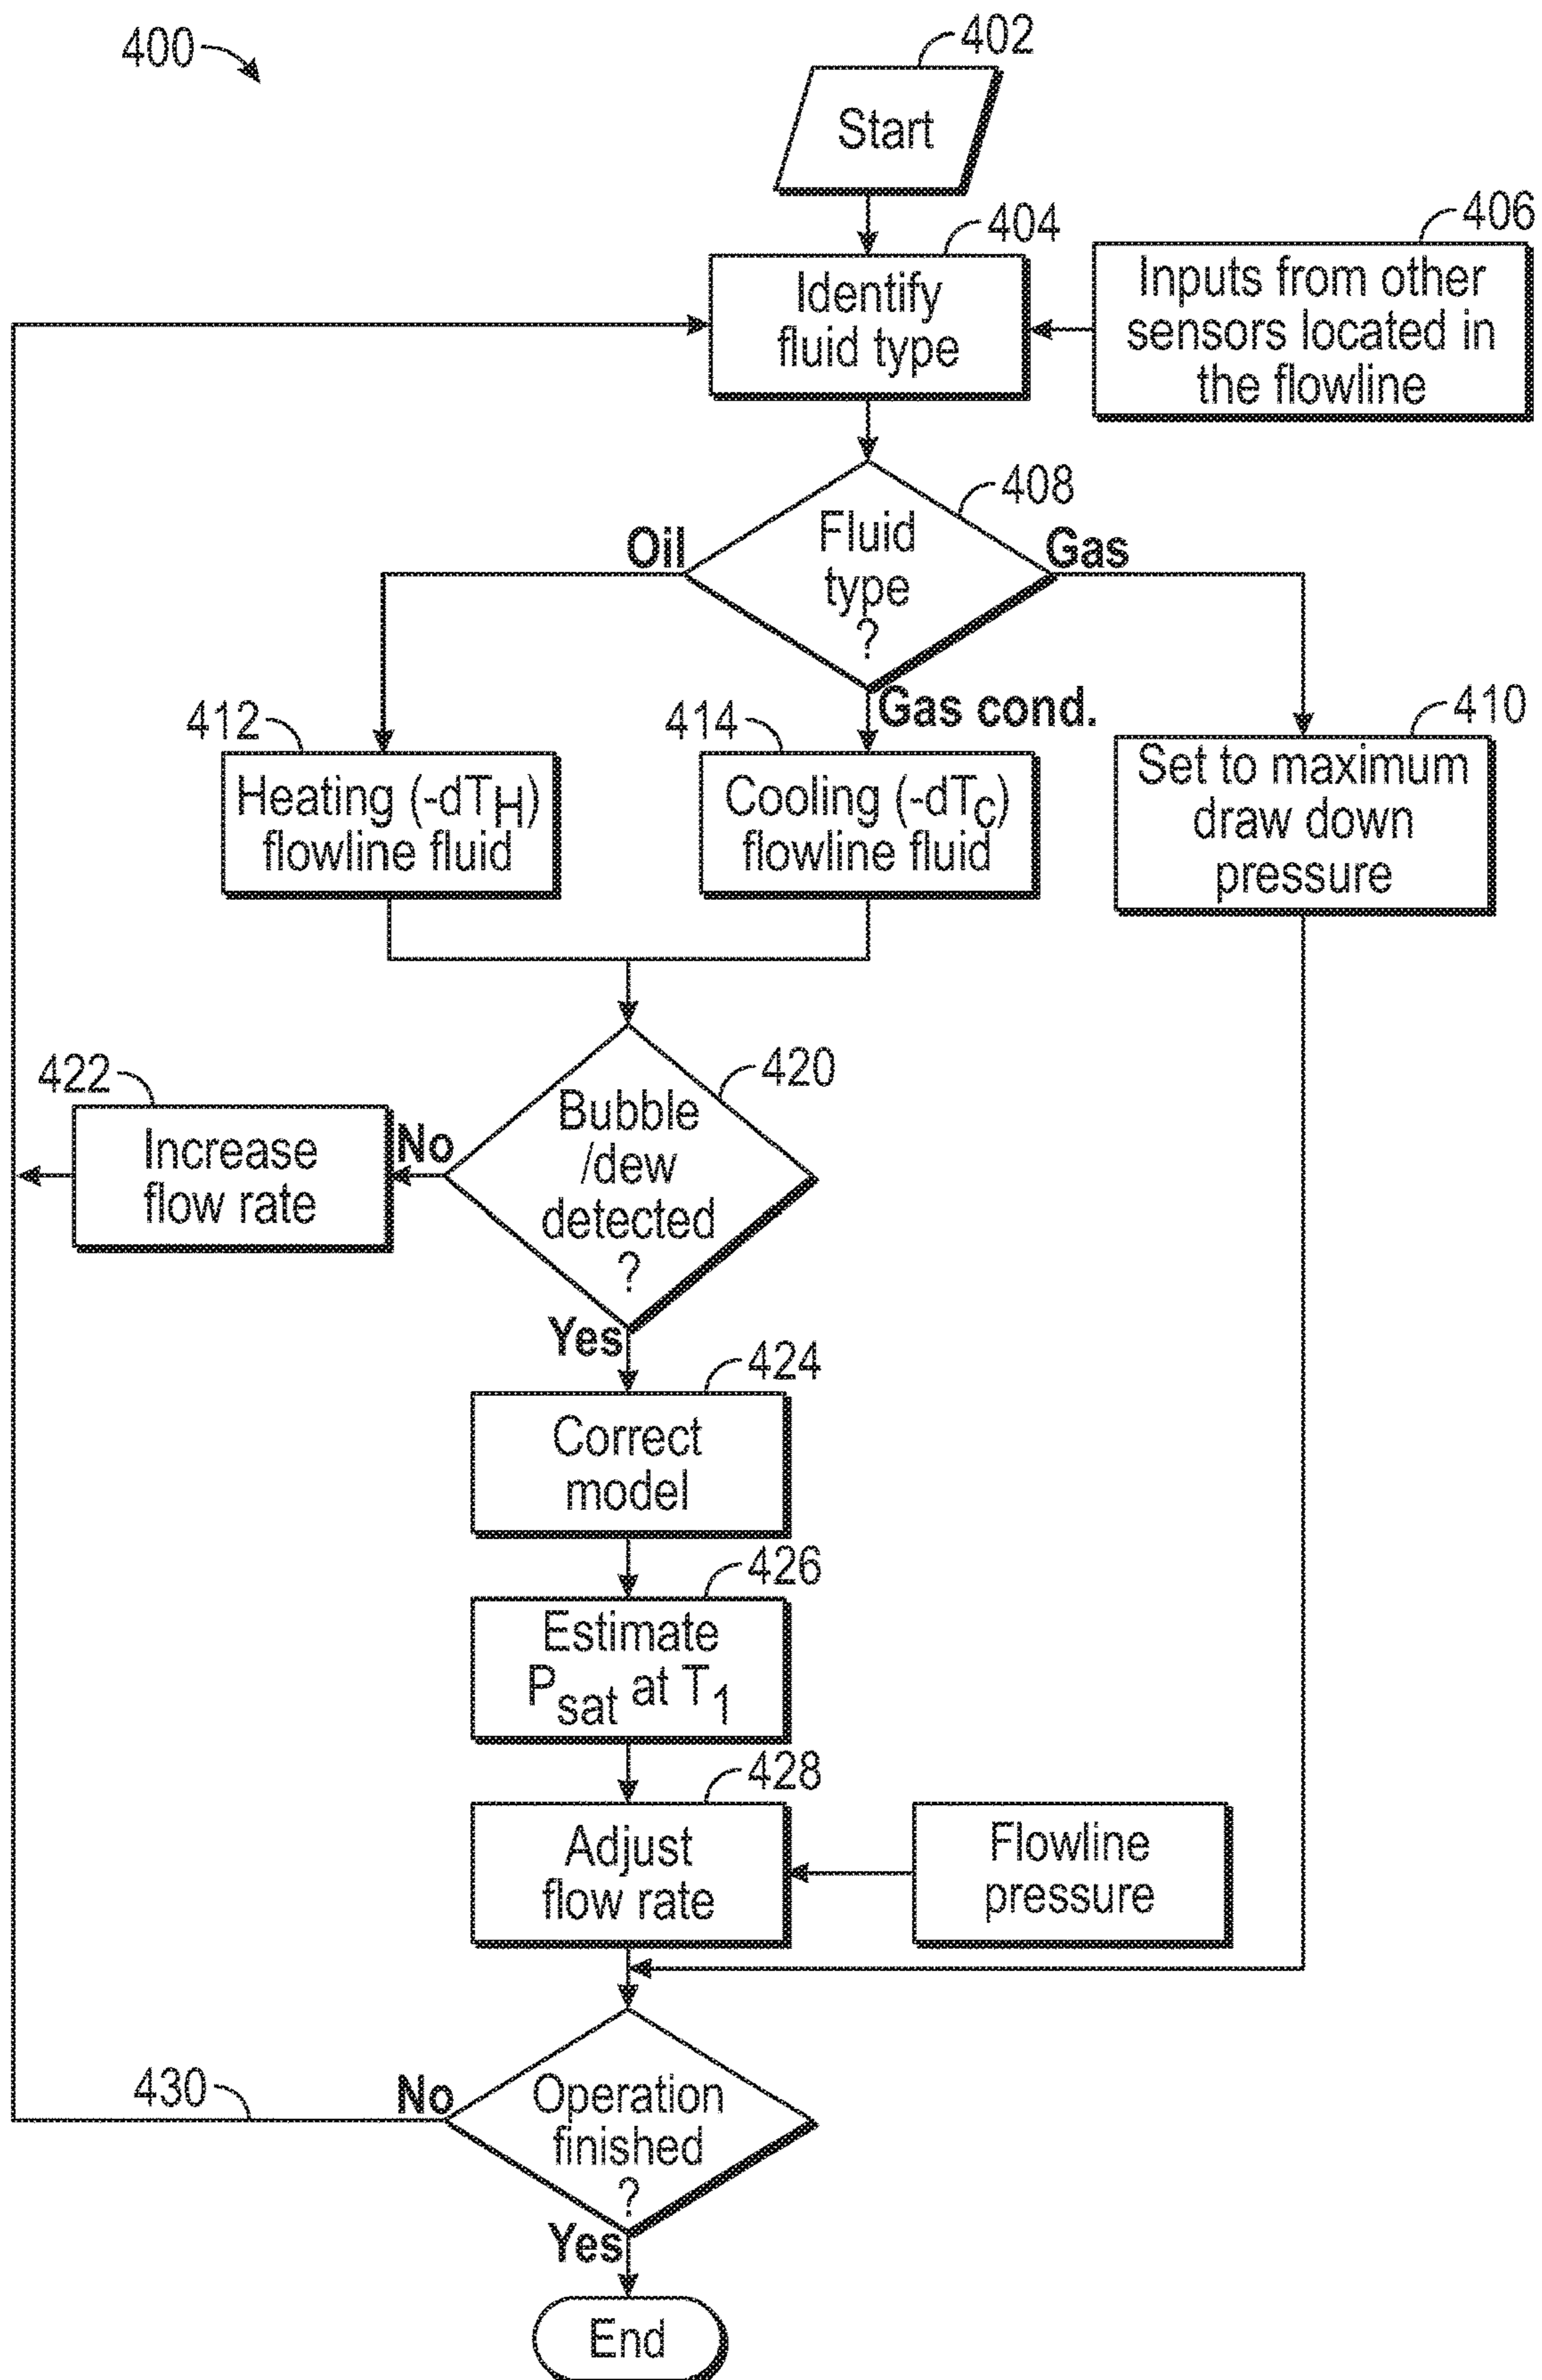 400
402
Start
404
Identify
fluid type
406
Inputs from other
sensors located in
the flowline
408
Fluid
type
?
Oil
Gas
Gas cond.
412
Heating (-dTH)
flowline fluid
414
Cooling (-dTC)
flowline fluid
410
Set to maximum
draw down
pressure
420
Bubble
/dew
detected
?
No
422
Increase
flow rate
Yes
424
Correct
model
426
Estimate
Psat at T1
428
Adjust
flow rate
Flowline
pressure
430
No
Operation
finished
?
Yes
End